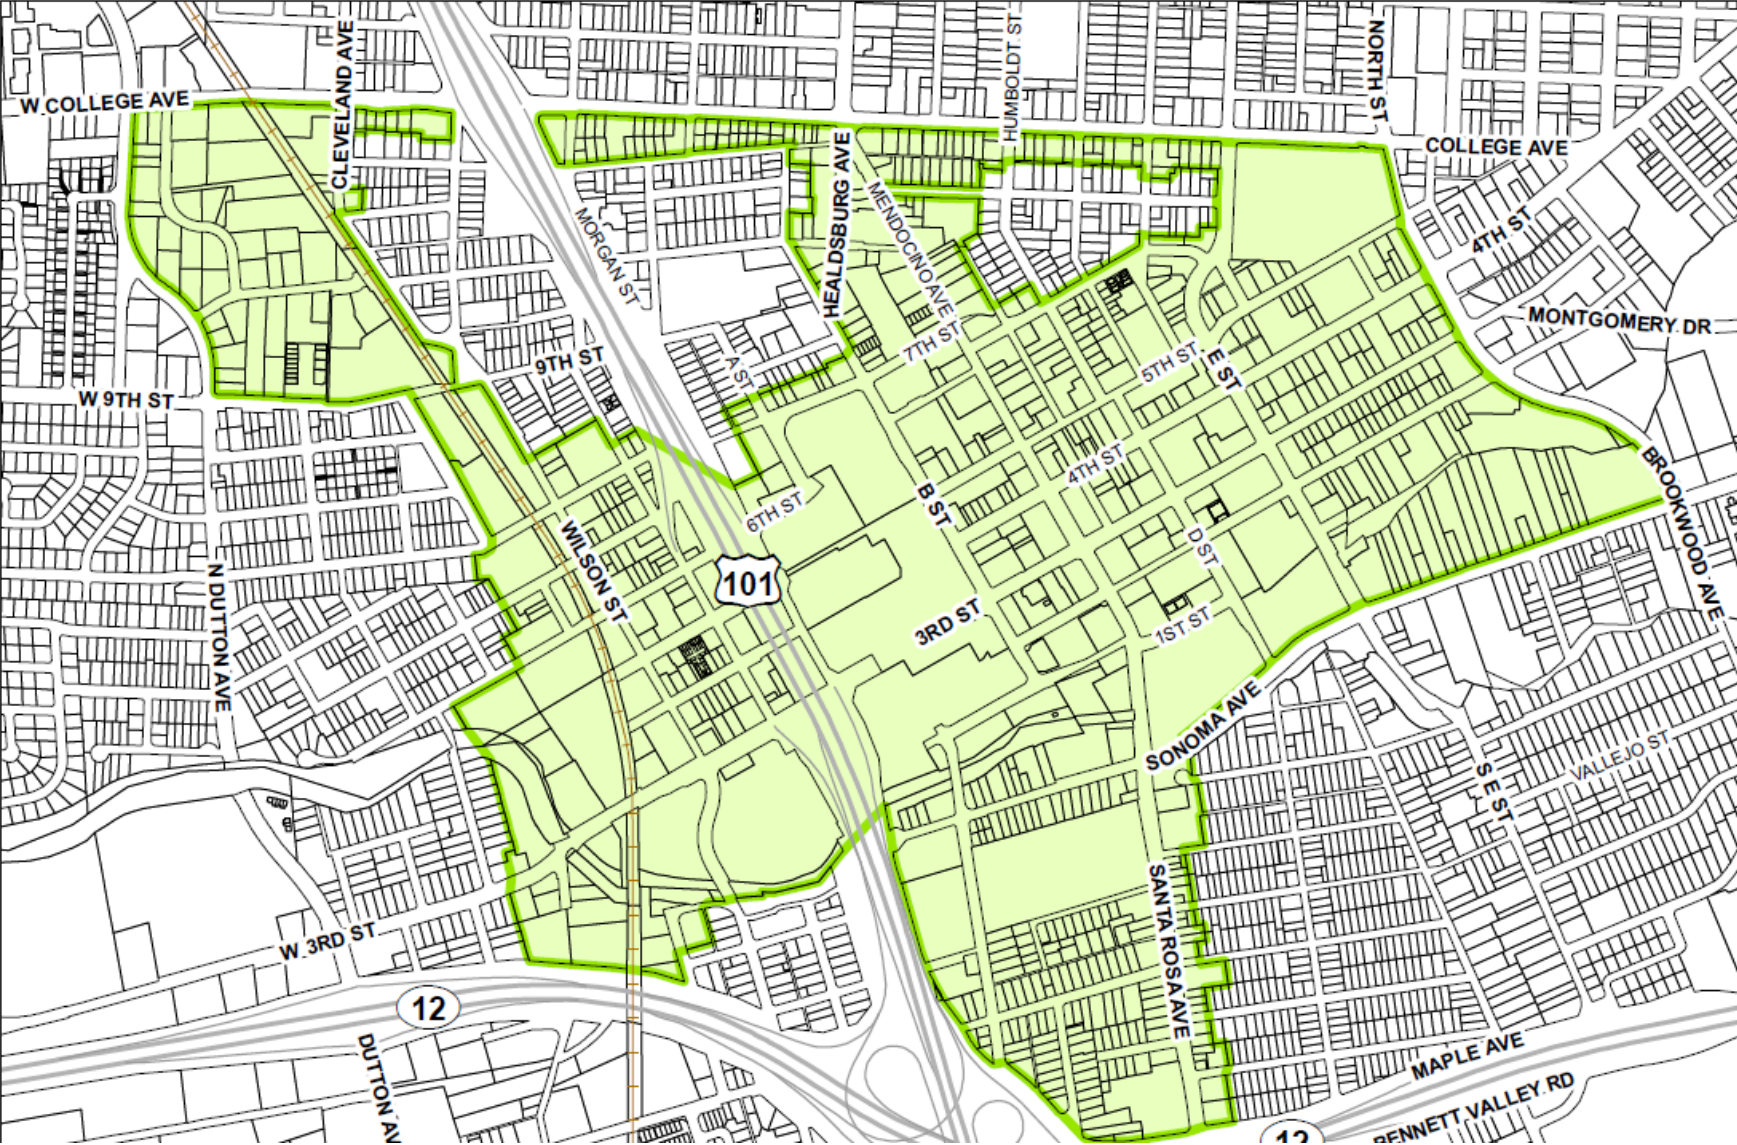 W COLLEGE AVE
CLEVELAND AVE
HUMBOLDT ST
NORTH ST
COLLEGE AVE
HEALDSBURG AVE
MENDOCINO AVE
MORGAN ST
4TH ST
MONTGOMERY DR
7TH ST
A ST
9TH ST
5TH ST
E ST
W 9TH ST
4TH ST
B ST
6TH ST
BROOKWOOD AVE
WILSON ST
D ST
101
N DUTTON AVE
3RD ST
1ST ST
SONOMA AVE
S E ST
VALLEJO ST
W 3RD ST
SANTA ROSA AVE
12
DUTTON AV
MAPLE AVE
BENNETT VALLEY RD
12